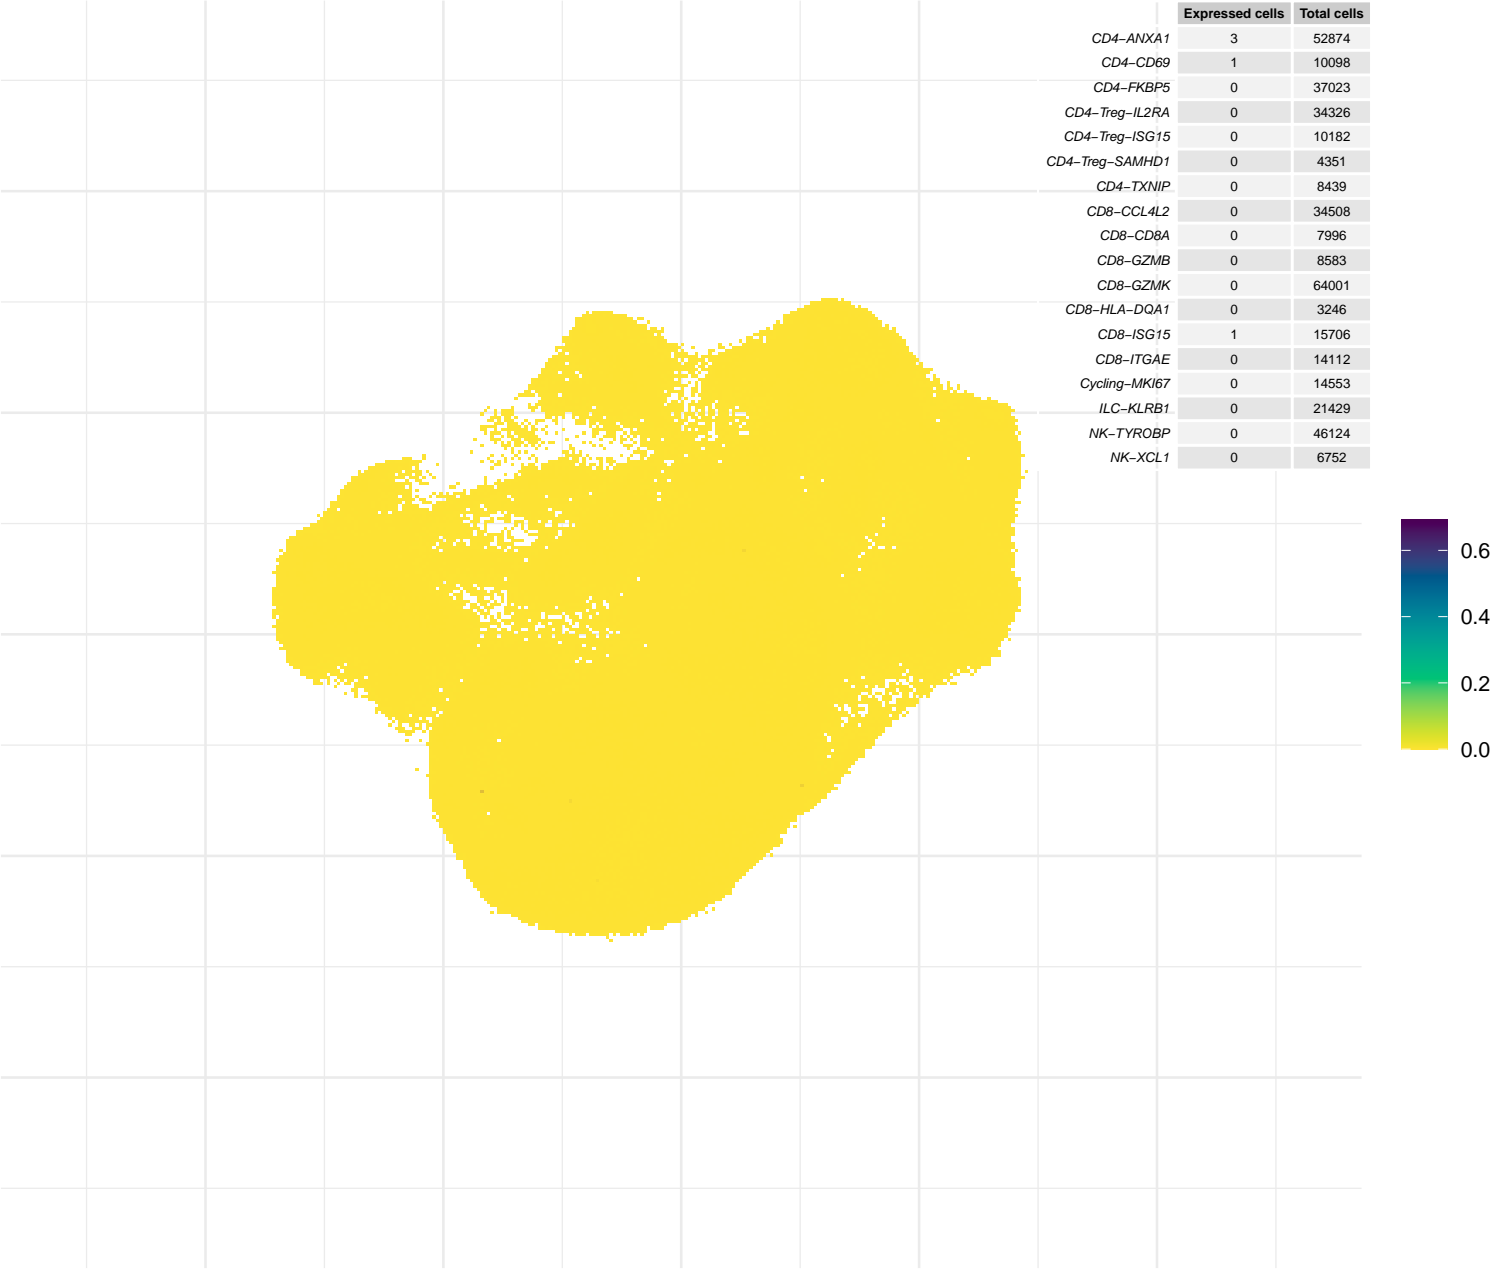 Expressed cells Total cells
CD4−ANXA1 3 52874
CD4−CD69 1 10098
CD4−FKBP5 0 37023
CD4−Treg−IL2RA 0 34326
CD4−Treg−ISG15 0 10182
CD4−Treg−SAMHD1 0 4351
CD4−TXNIP 0 8439
CD8−CCL4L2 0 34508
CD8−CD8A 0 7996
CD8−GZMB 0 8583
CD8−GZMK 0 64001
CD8−HLA−DQA1 0 3246
CD8−ISG15 1 15706
CD8−ITGAE 0 14112
Cycling−MKI67 0 14553
ILC−KLRB1 0 21429
NK−TYROBP 0 46124
NK−XCL1 0 6752
0.6
0.4
0.2
0.0